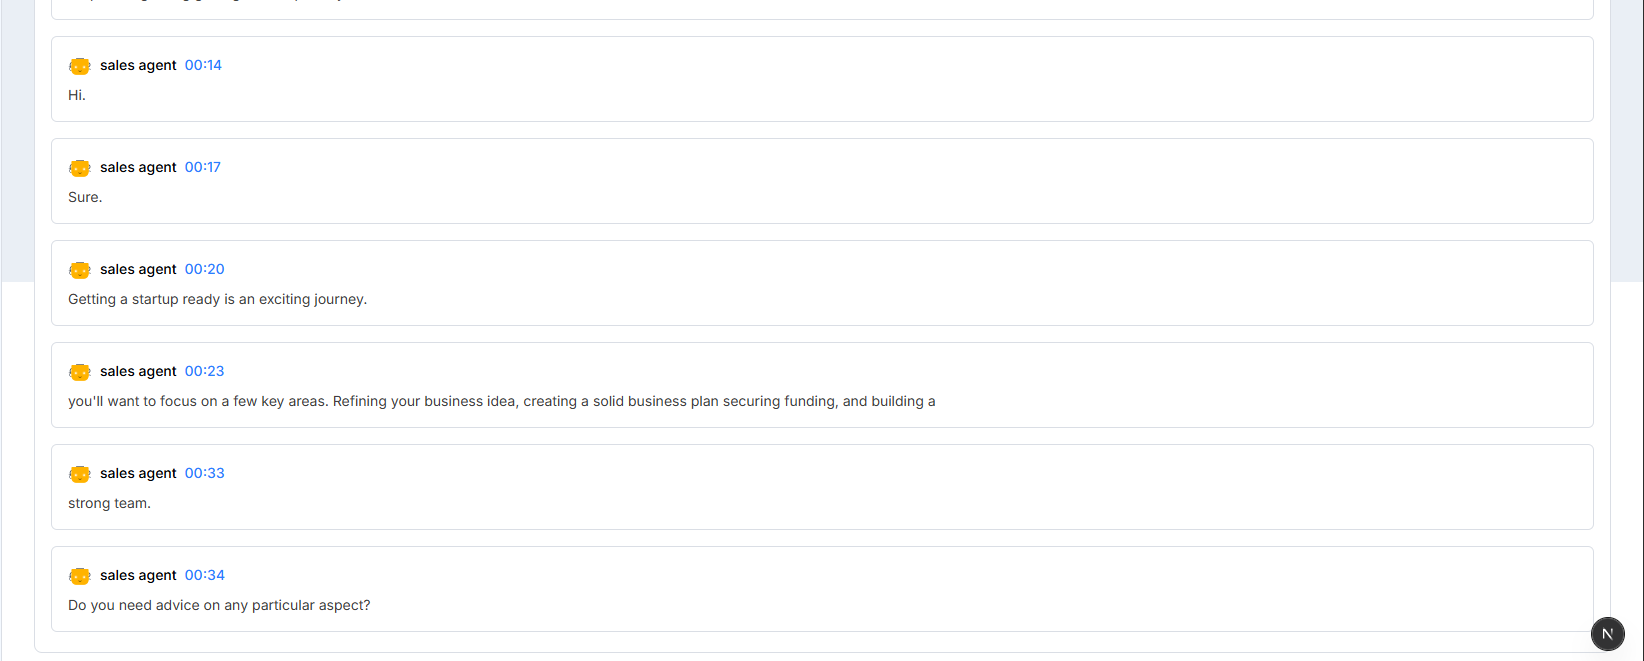 sales agent 00:14
Hi.
sales agent 00:17
Sure.
sales agent 00:20
Getting a startup ready is an exciting journey.
sales agent 00:23
you'll want to focus on a few key areas. Refining your business idea, creating a solid business plan securing funding, and building a
sales agent 00:33
strong team.
sales agent 00:34
Do you need advice on any particular aspect?
N